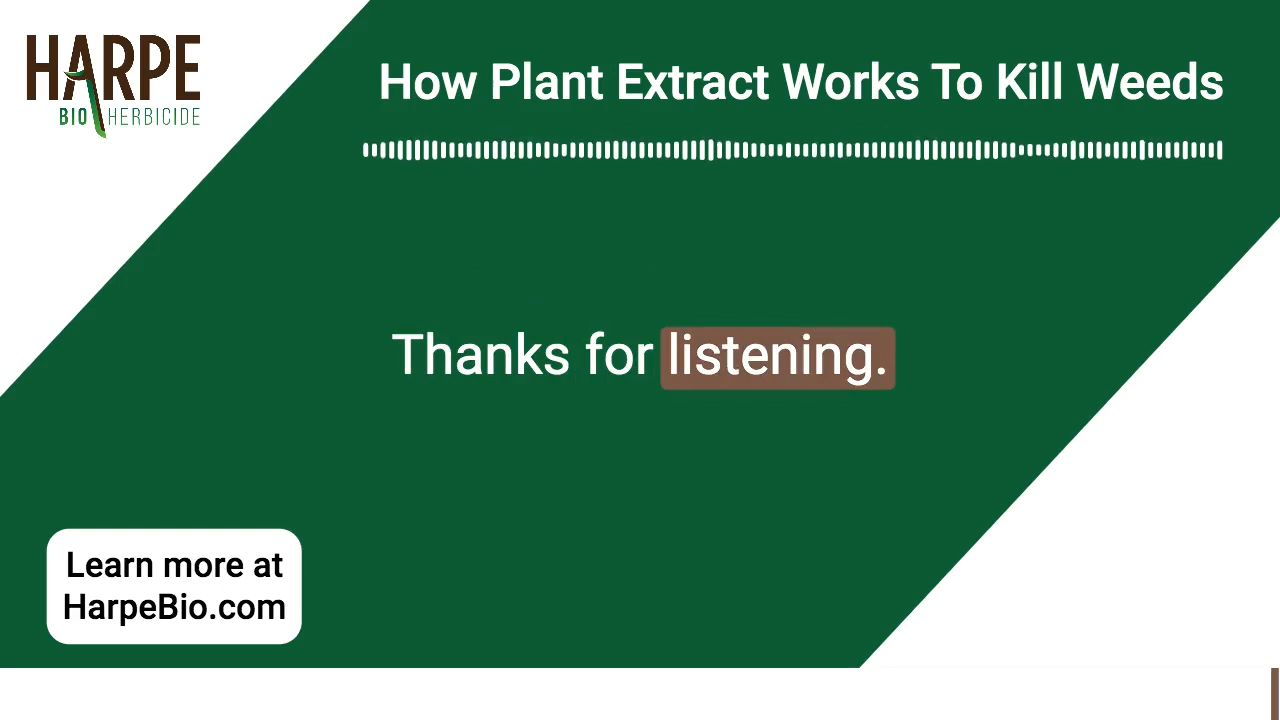 HARPE
BIO HERBICIDE
How Plant Extract Works To Kill Weeds
Thanks for listening.
Learn more at
HarpeBio.com